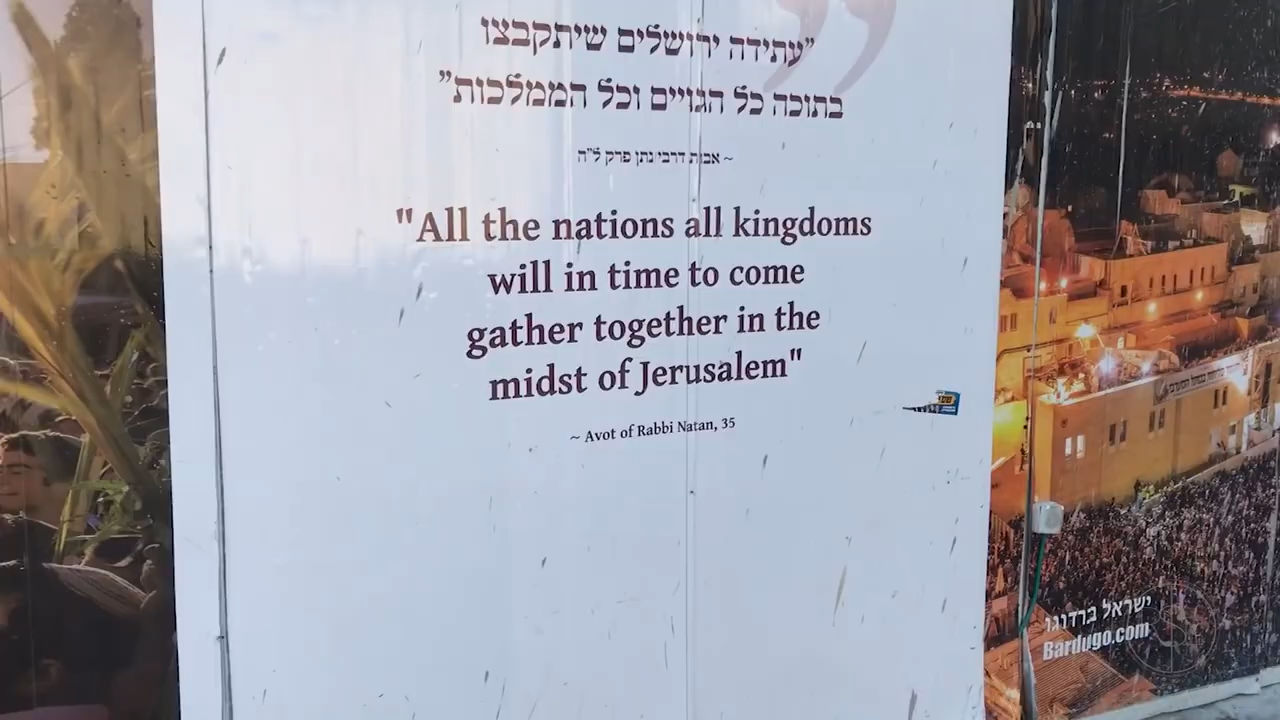 "עתידה ירושלים שיתקבצו
בתוכה כל הגויים וכל הממלכות"
~ אבות דרבי נתן פרק ל"ה
"All the nations all kingdoms
will in time to come
gather together in the
midst of Jerusalem"
~ Avot of Rabbi Natan, 35
ישראל ברדוגו
Bardugo.com